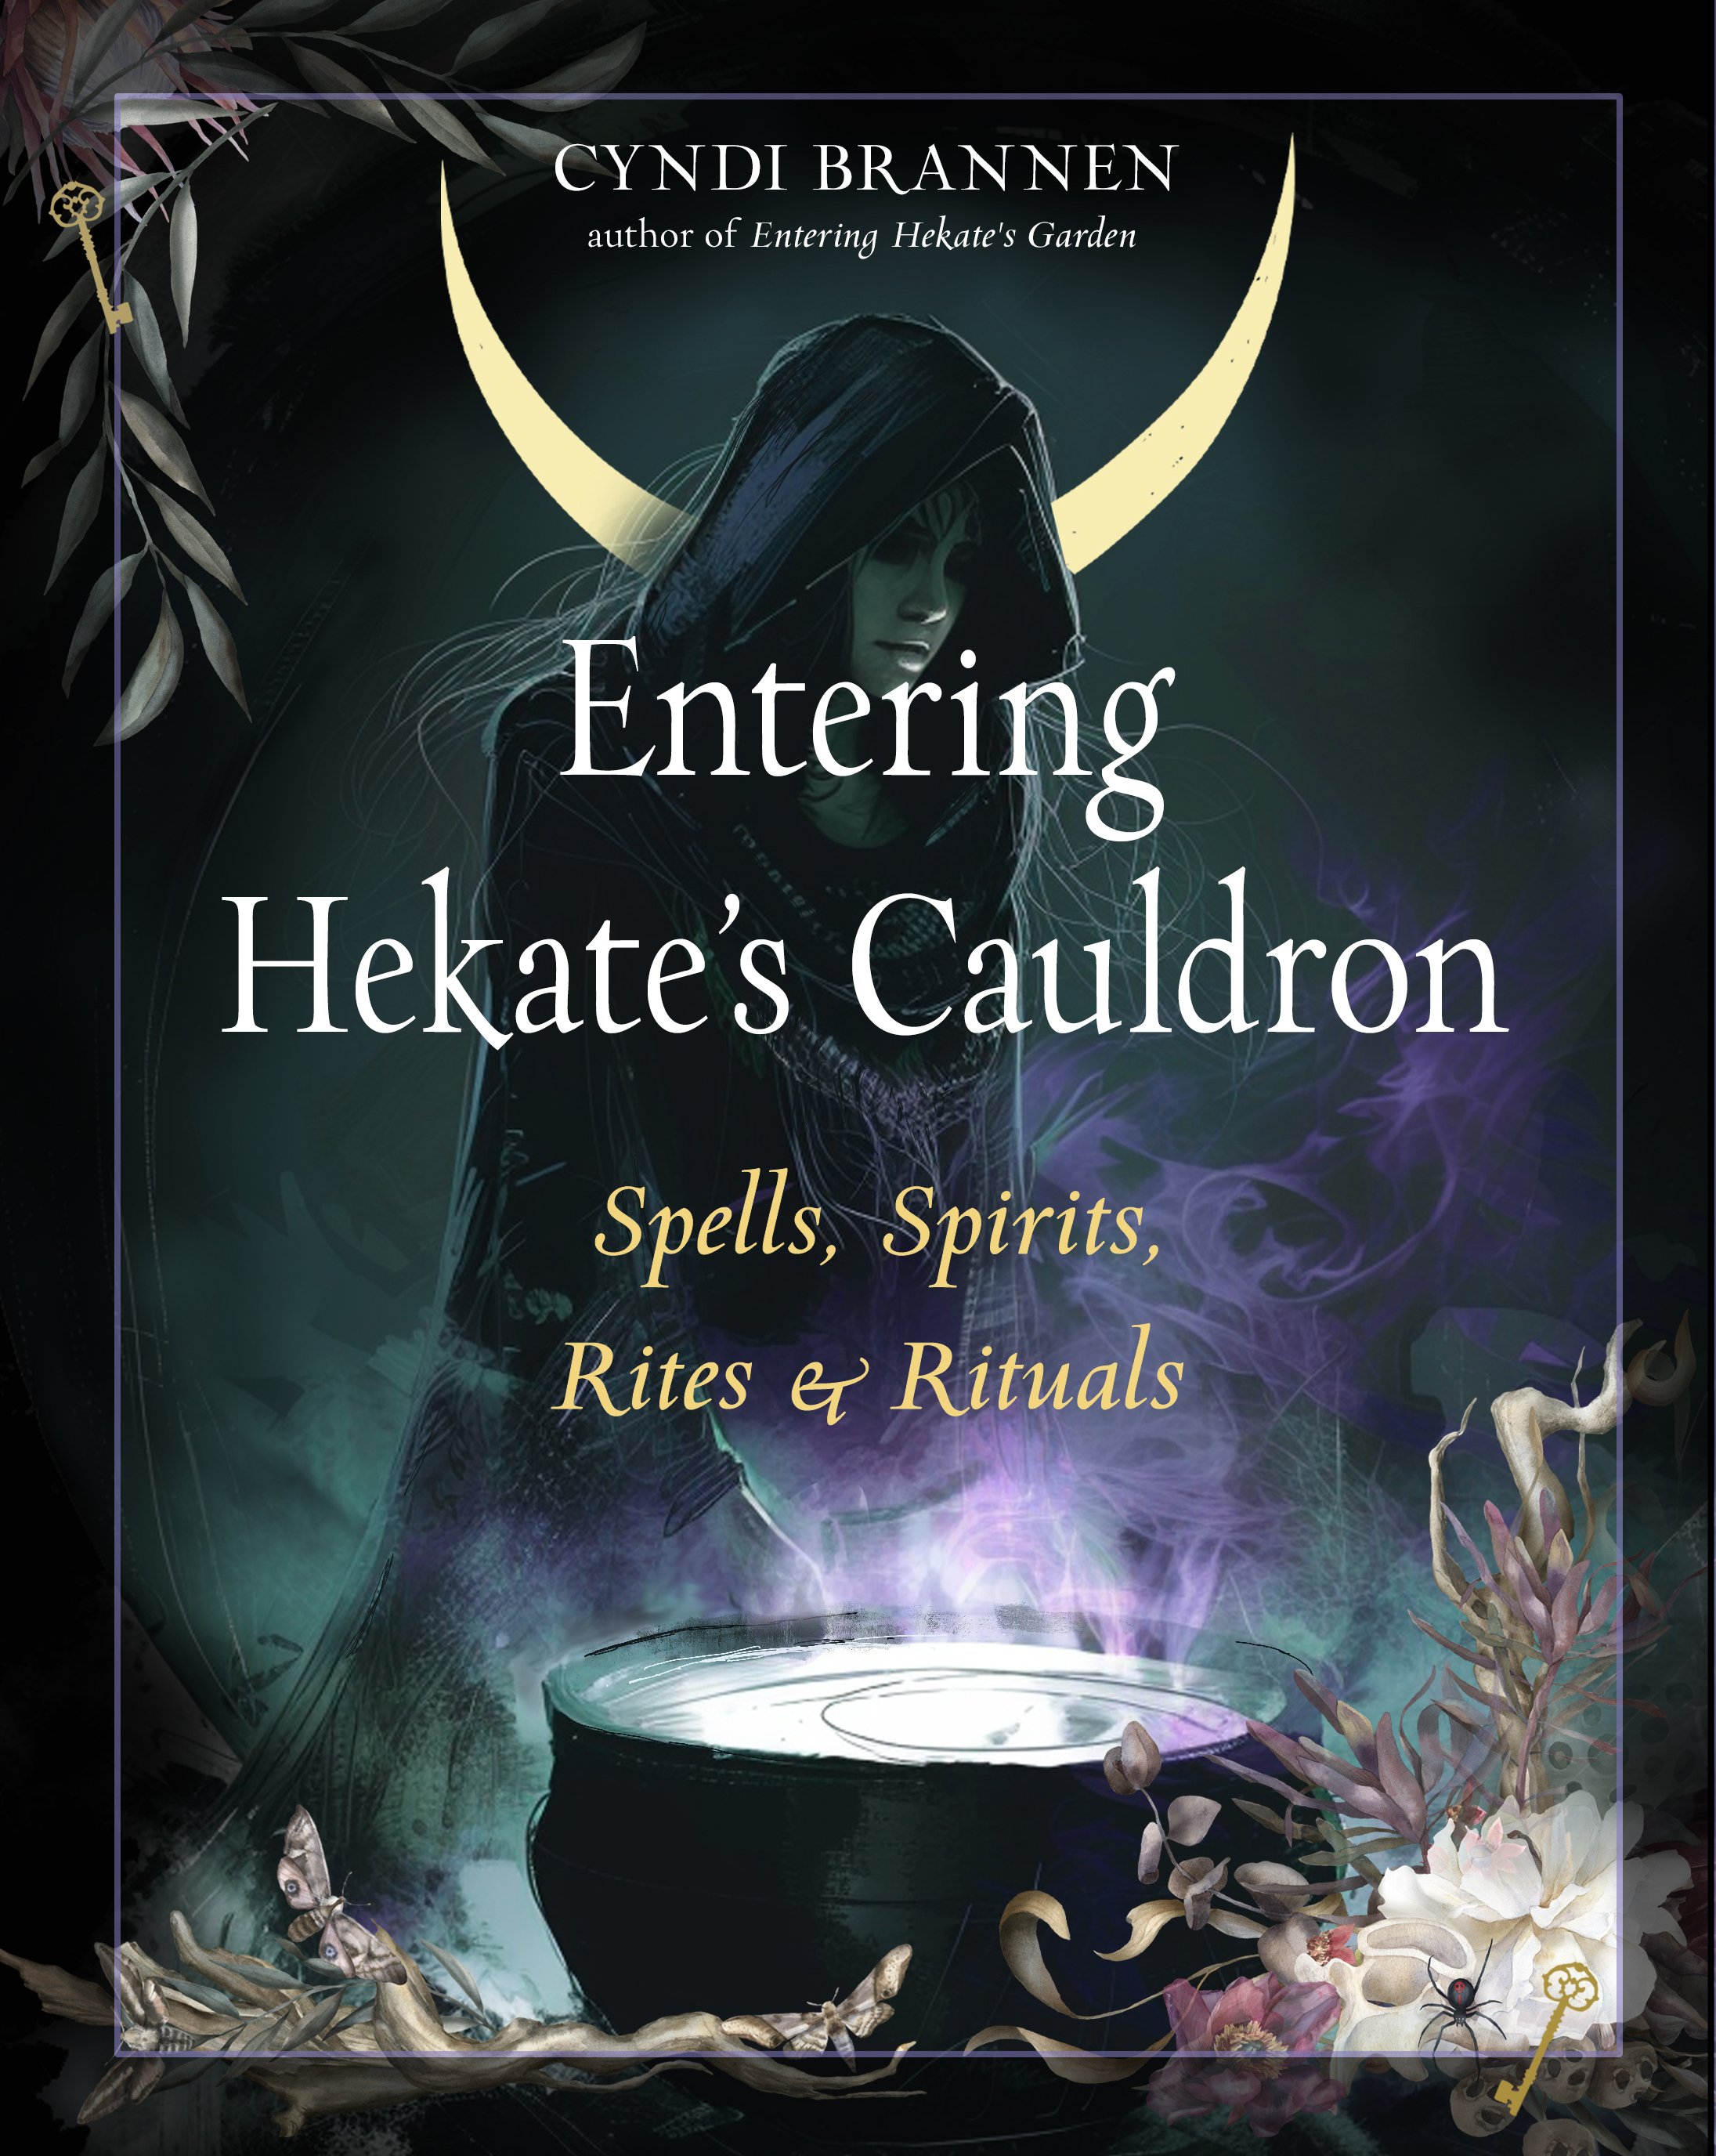 CYNDI BRANNEN
author of Entering Hekate's Garden
Entering
Hekate’s Cauldron
Spells, Spirits,
Rites & Rituals